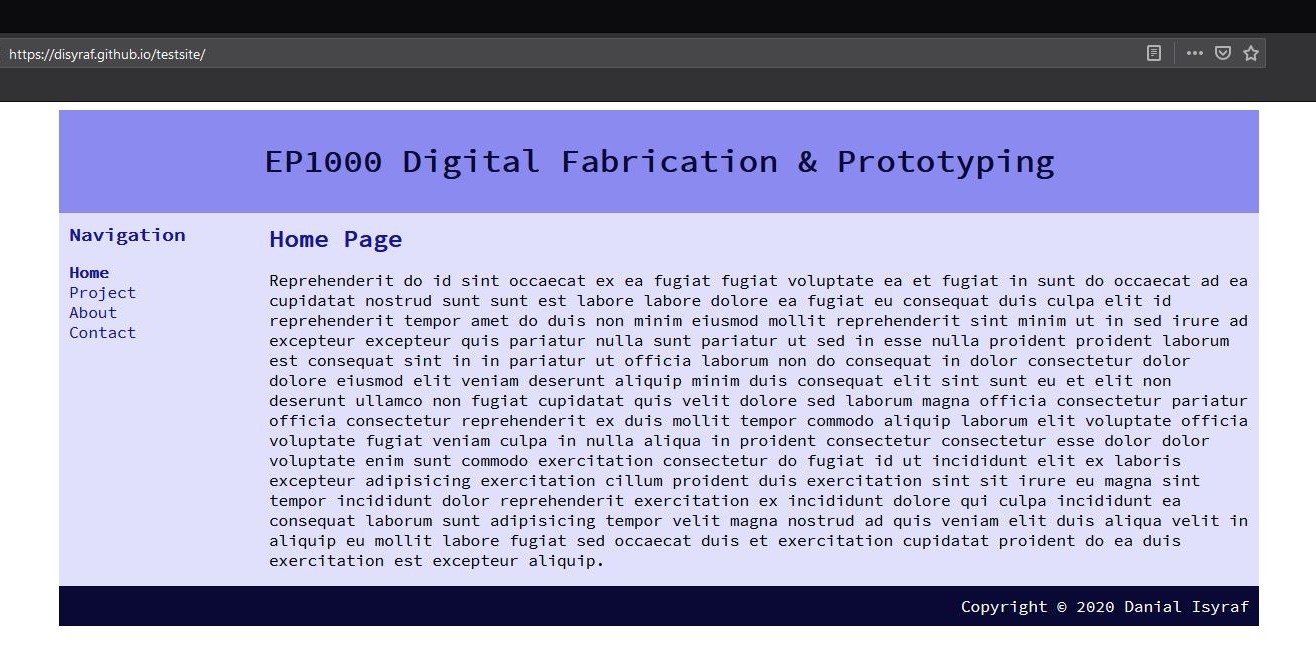 https://disyraf.github.io/testsite/
EP1000 Digital Fabrication & Prototyping
Navigation
Home
Project
About
Contact
Home Page
Reprehenderit do id sint occaecat ex ea fugiat fugiat voluptate ea et fugiat in sunt do occaecat ad ea
cupidatat nostrud sunt sunt est labore labore dolore ea fugiat eu consequat duis culpa elit id
reprehenderit tempor amet do duis non minim eiusmod mollit reprehenderit sint minim ut in sed irure ad
excepteur excepteur quis pariatur nulla sunt pariatur ut sed in esse nulla proident proident laborum
est consequat sint in in pariatur ut officia laborum non do consequat in dolor consectetur dolor
dolore eiusmod elit veniam deserunt aliquip minim duis consequat elit sint sunt eu et elit non
deserunt ullamco non fugiat cupidatat quis velit dolore sed laborum magna officia consectetur pariatur
officia consectetur reprehenderit ex duis mollit tempor commodo aliquip laborum elit voluptate officia
voluptate fugiat veniam culpa in nulla aliqua in proident consectetur consectetur esse dolor dolor
voluptate enim sunt commodo exercitation consectetur do fugiat id ut incididunt elit ex laboris
excepteur adipisicing exercitation cillum proident duis exercitation sint sit irure eu magna sint
tempor incididunt dolor reprehenderit exercitation ex incididunt dolore qui culpa incididunt ea
consequat laborum sunt adipisicing tempor velit magna nostrud ad quis veniam elit duis aliqua velit in
aliquip eu mollit labore fugiat sed occaecat duis et exercitation cupidatat proident do ea duis
exercitation est excepteur aliquip.
Copyright © 2020 Danial Isyraf